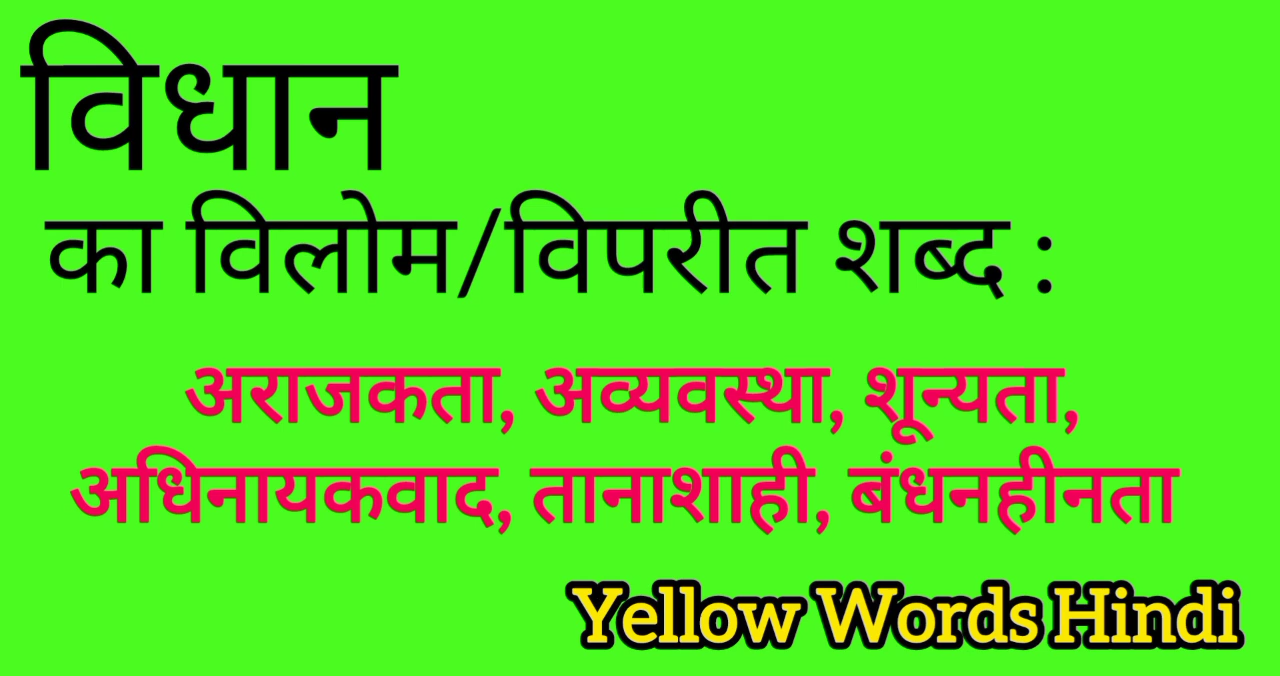 विधान
का विलोम/विपरीत शब्द :
अराजकता, अव्यवस्था, शून्यता,
अधिनायकवाद, तानाशाही, बंधनहीनता
Yellow Words Hindi